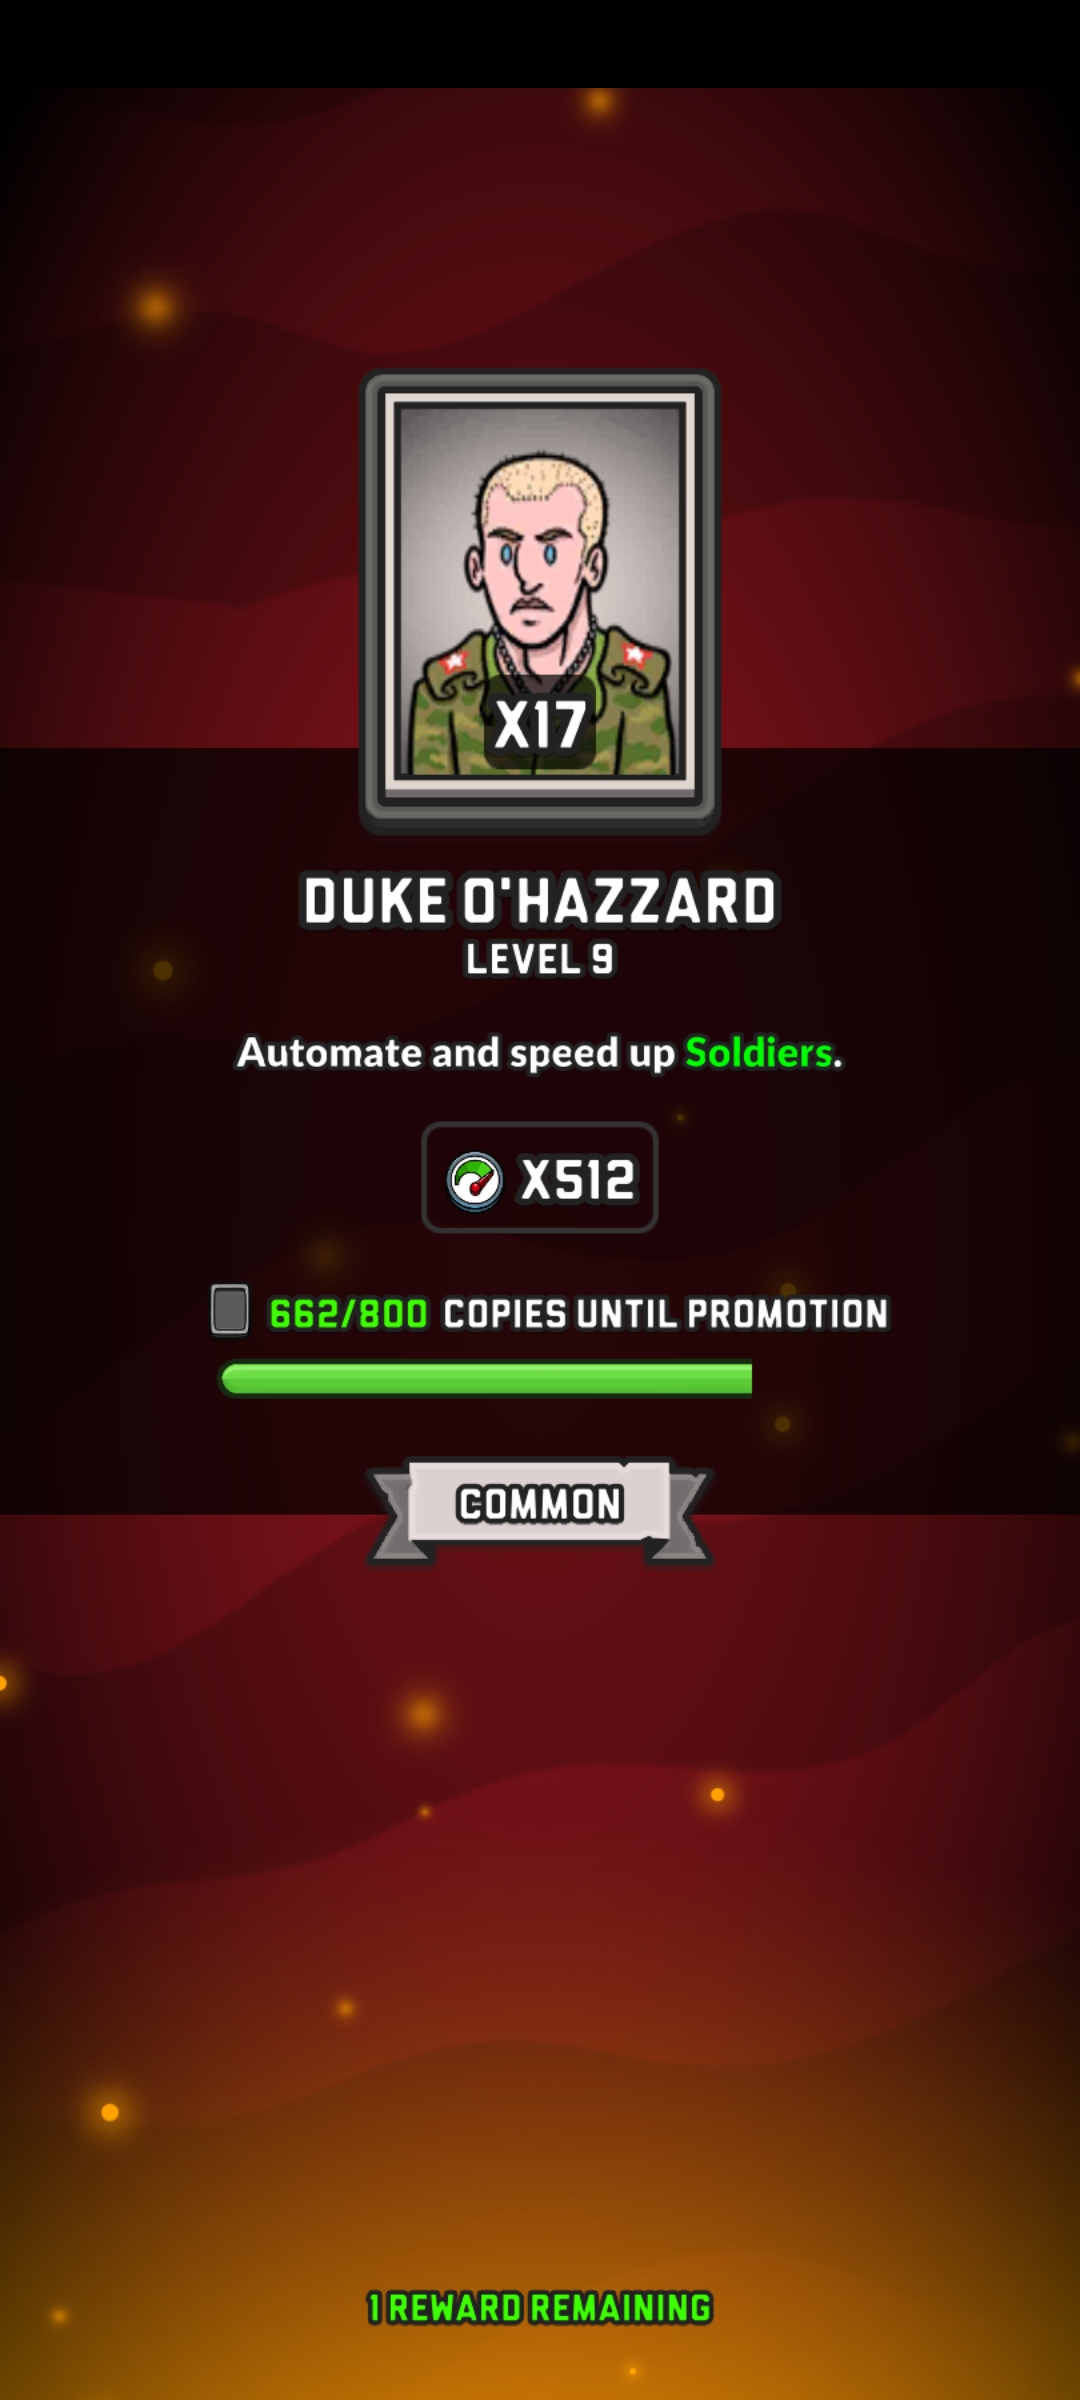 X17
DUKE O'HAZZARD
LEVEL 9
Automate and speed up Soldiers.
X512
662/800 COPIES UNTIL PROMOTION
COMMON
1 REWARD REMAINING